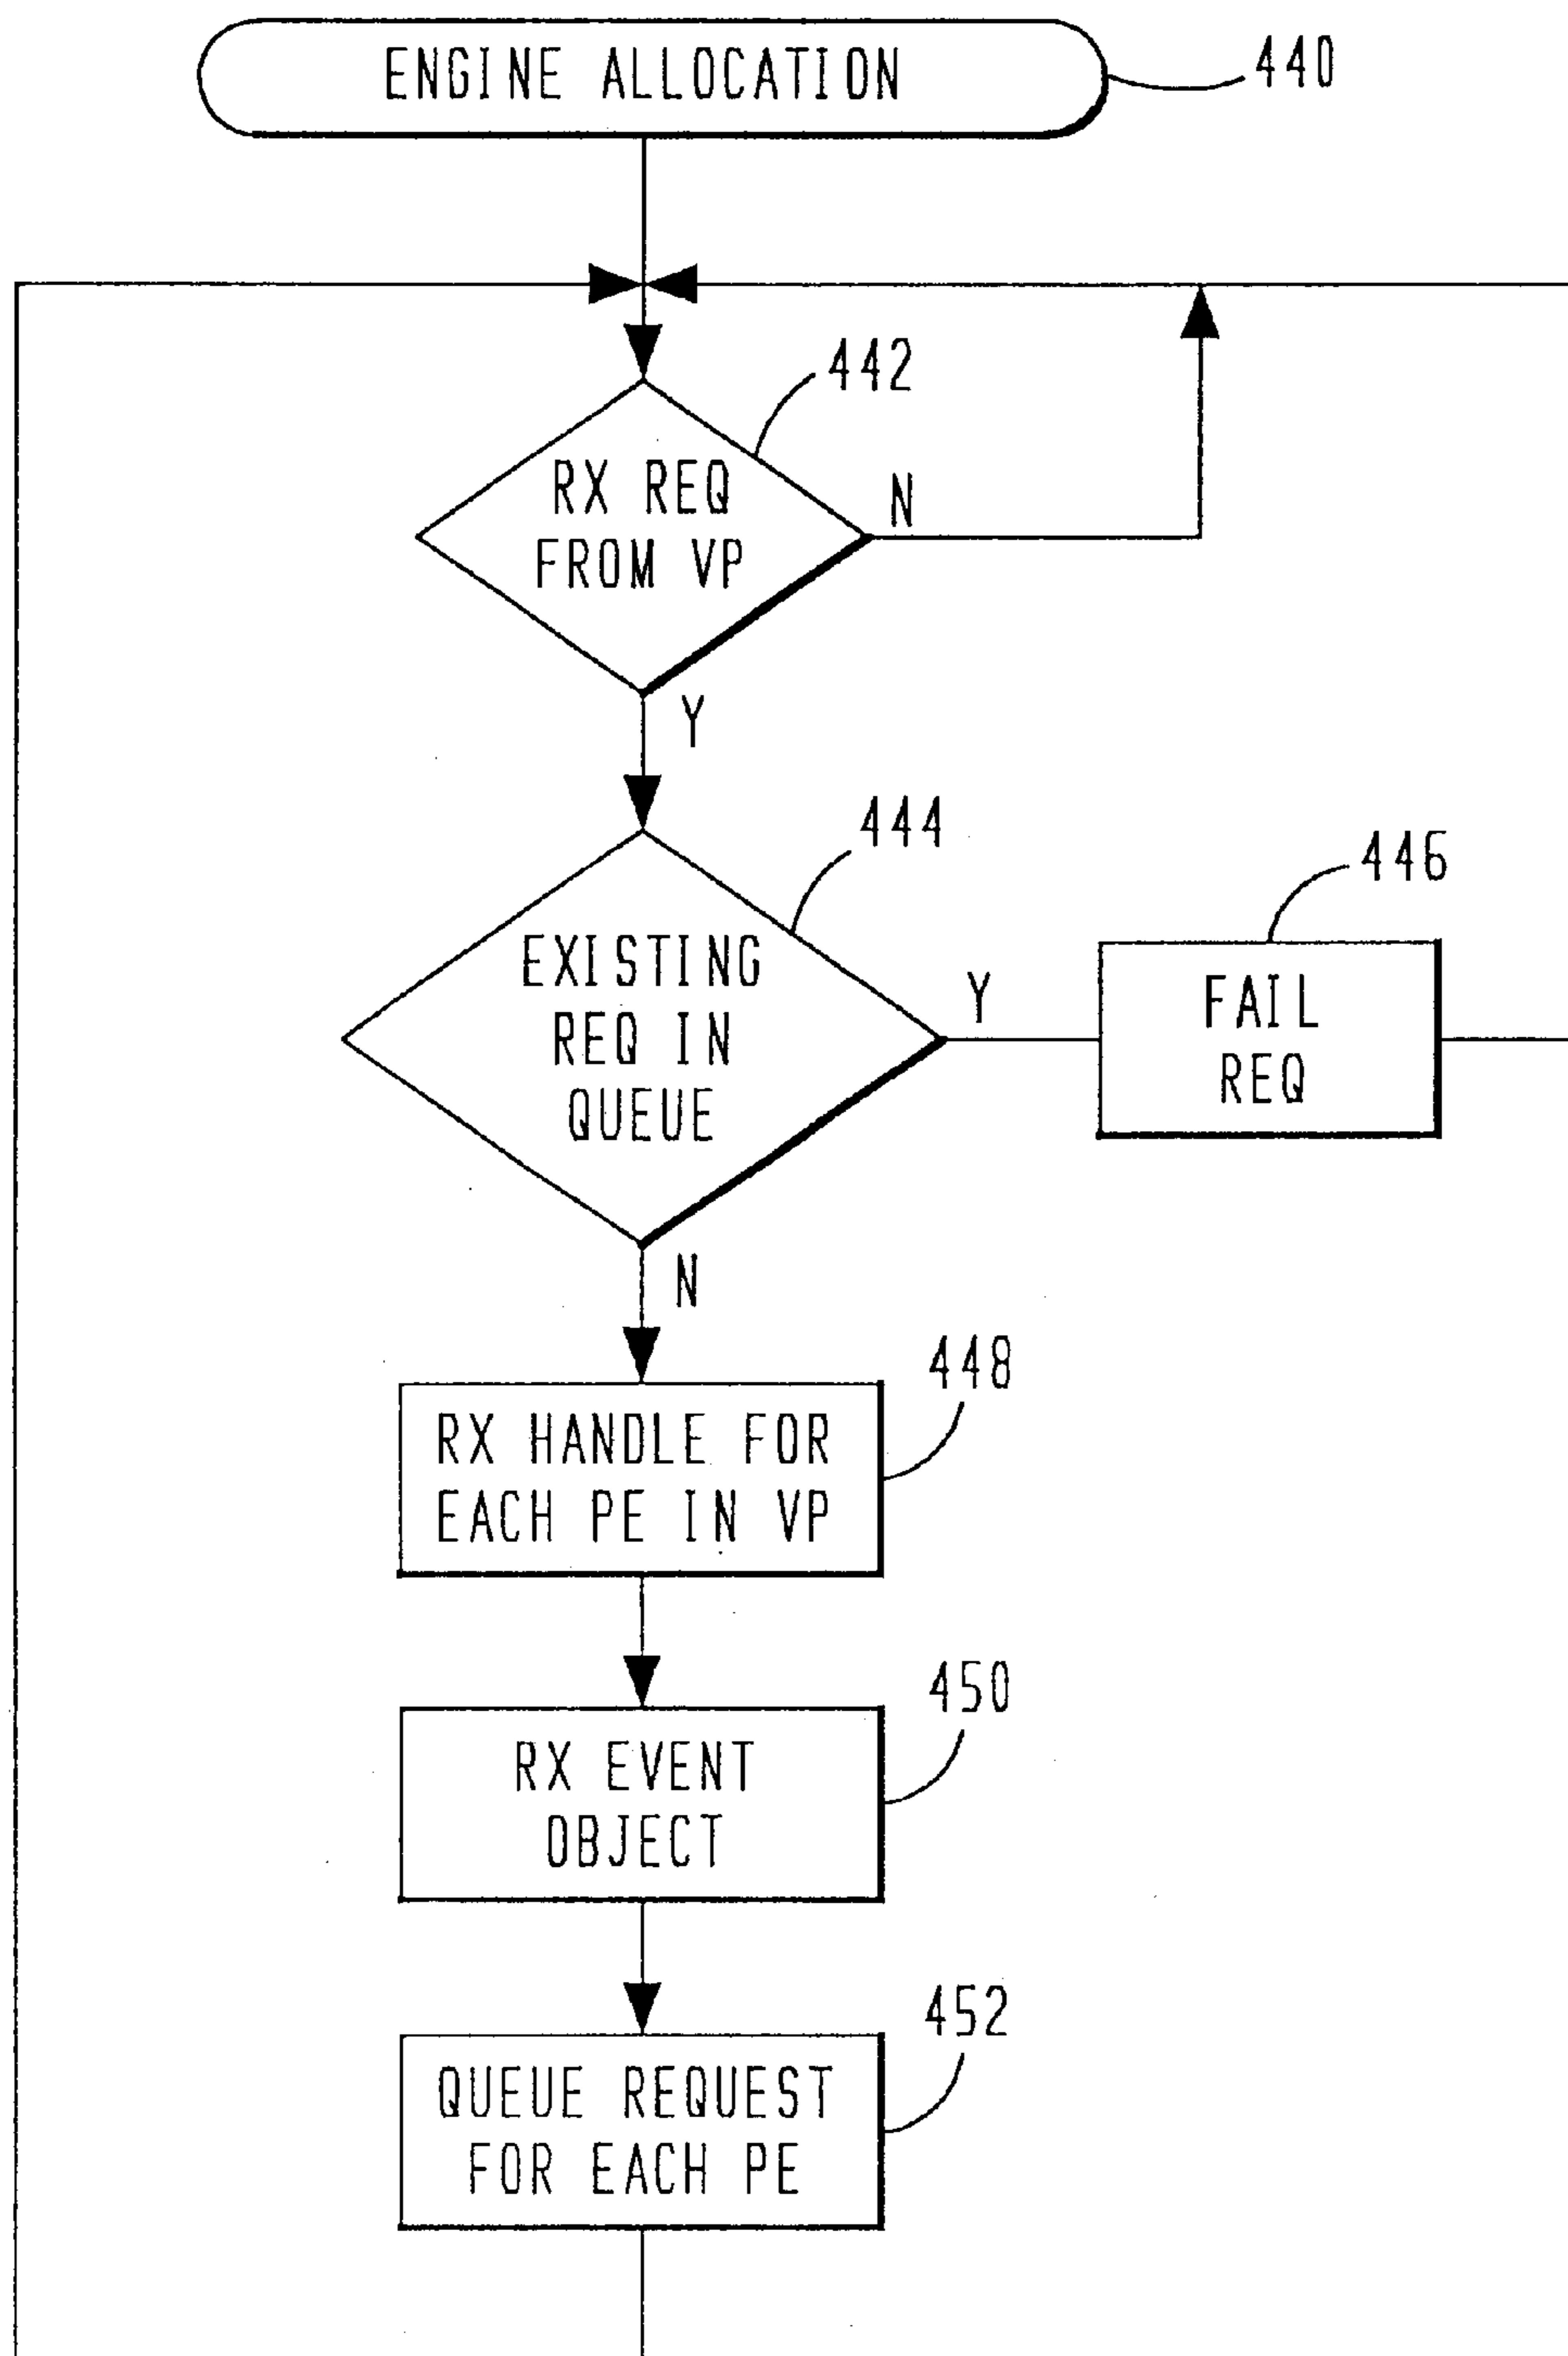 ENGINE ALLOCATION
440
442
RX REQ
FROM VP
N
Y
444
EXISTING
REQ IN
QUEUE
Y
446
FAIL
REQ
N
448
RX HANDLE FOR
EACH PE IN VP
450
RX EVENT
OBJECT
452
QUEUE REQUEST
FOR EACH PE